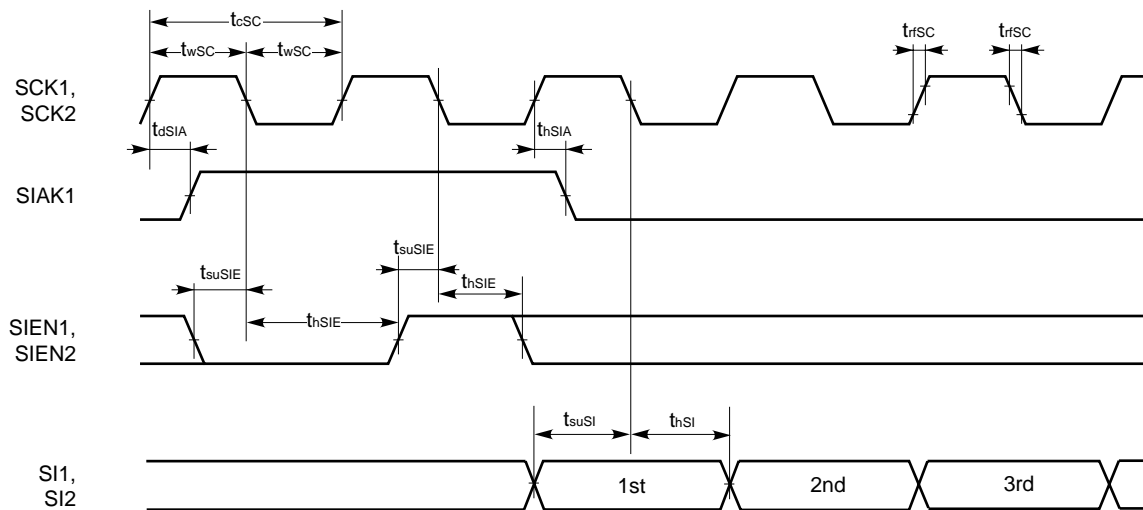 tcSC
twSC twSC trfSC trfSC
SCK1,
SCK2
tdSIA thSIA
SIAK1
tsuSIE
tsuSIE
thSIE
thSIE
SIEN1,
SIEN2
tsuSI thSI
SI1,
SI2
1st 2nd 3rd